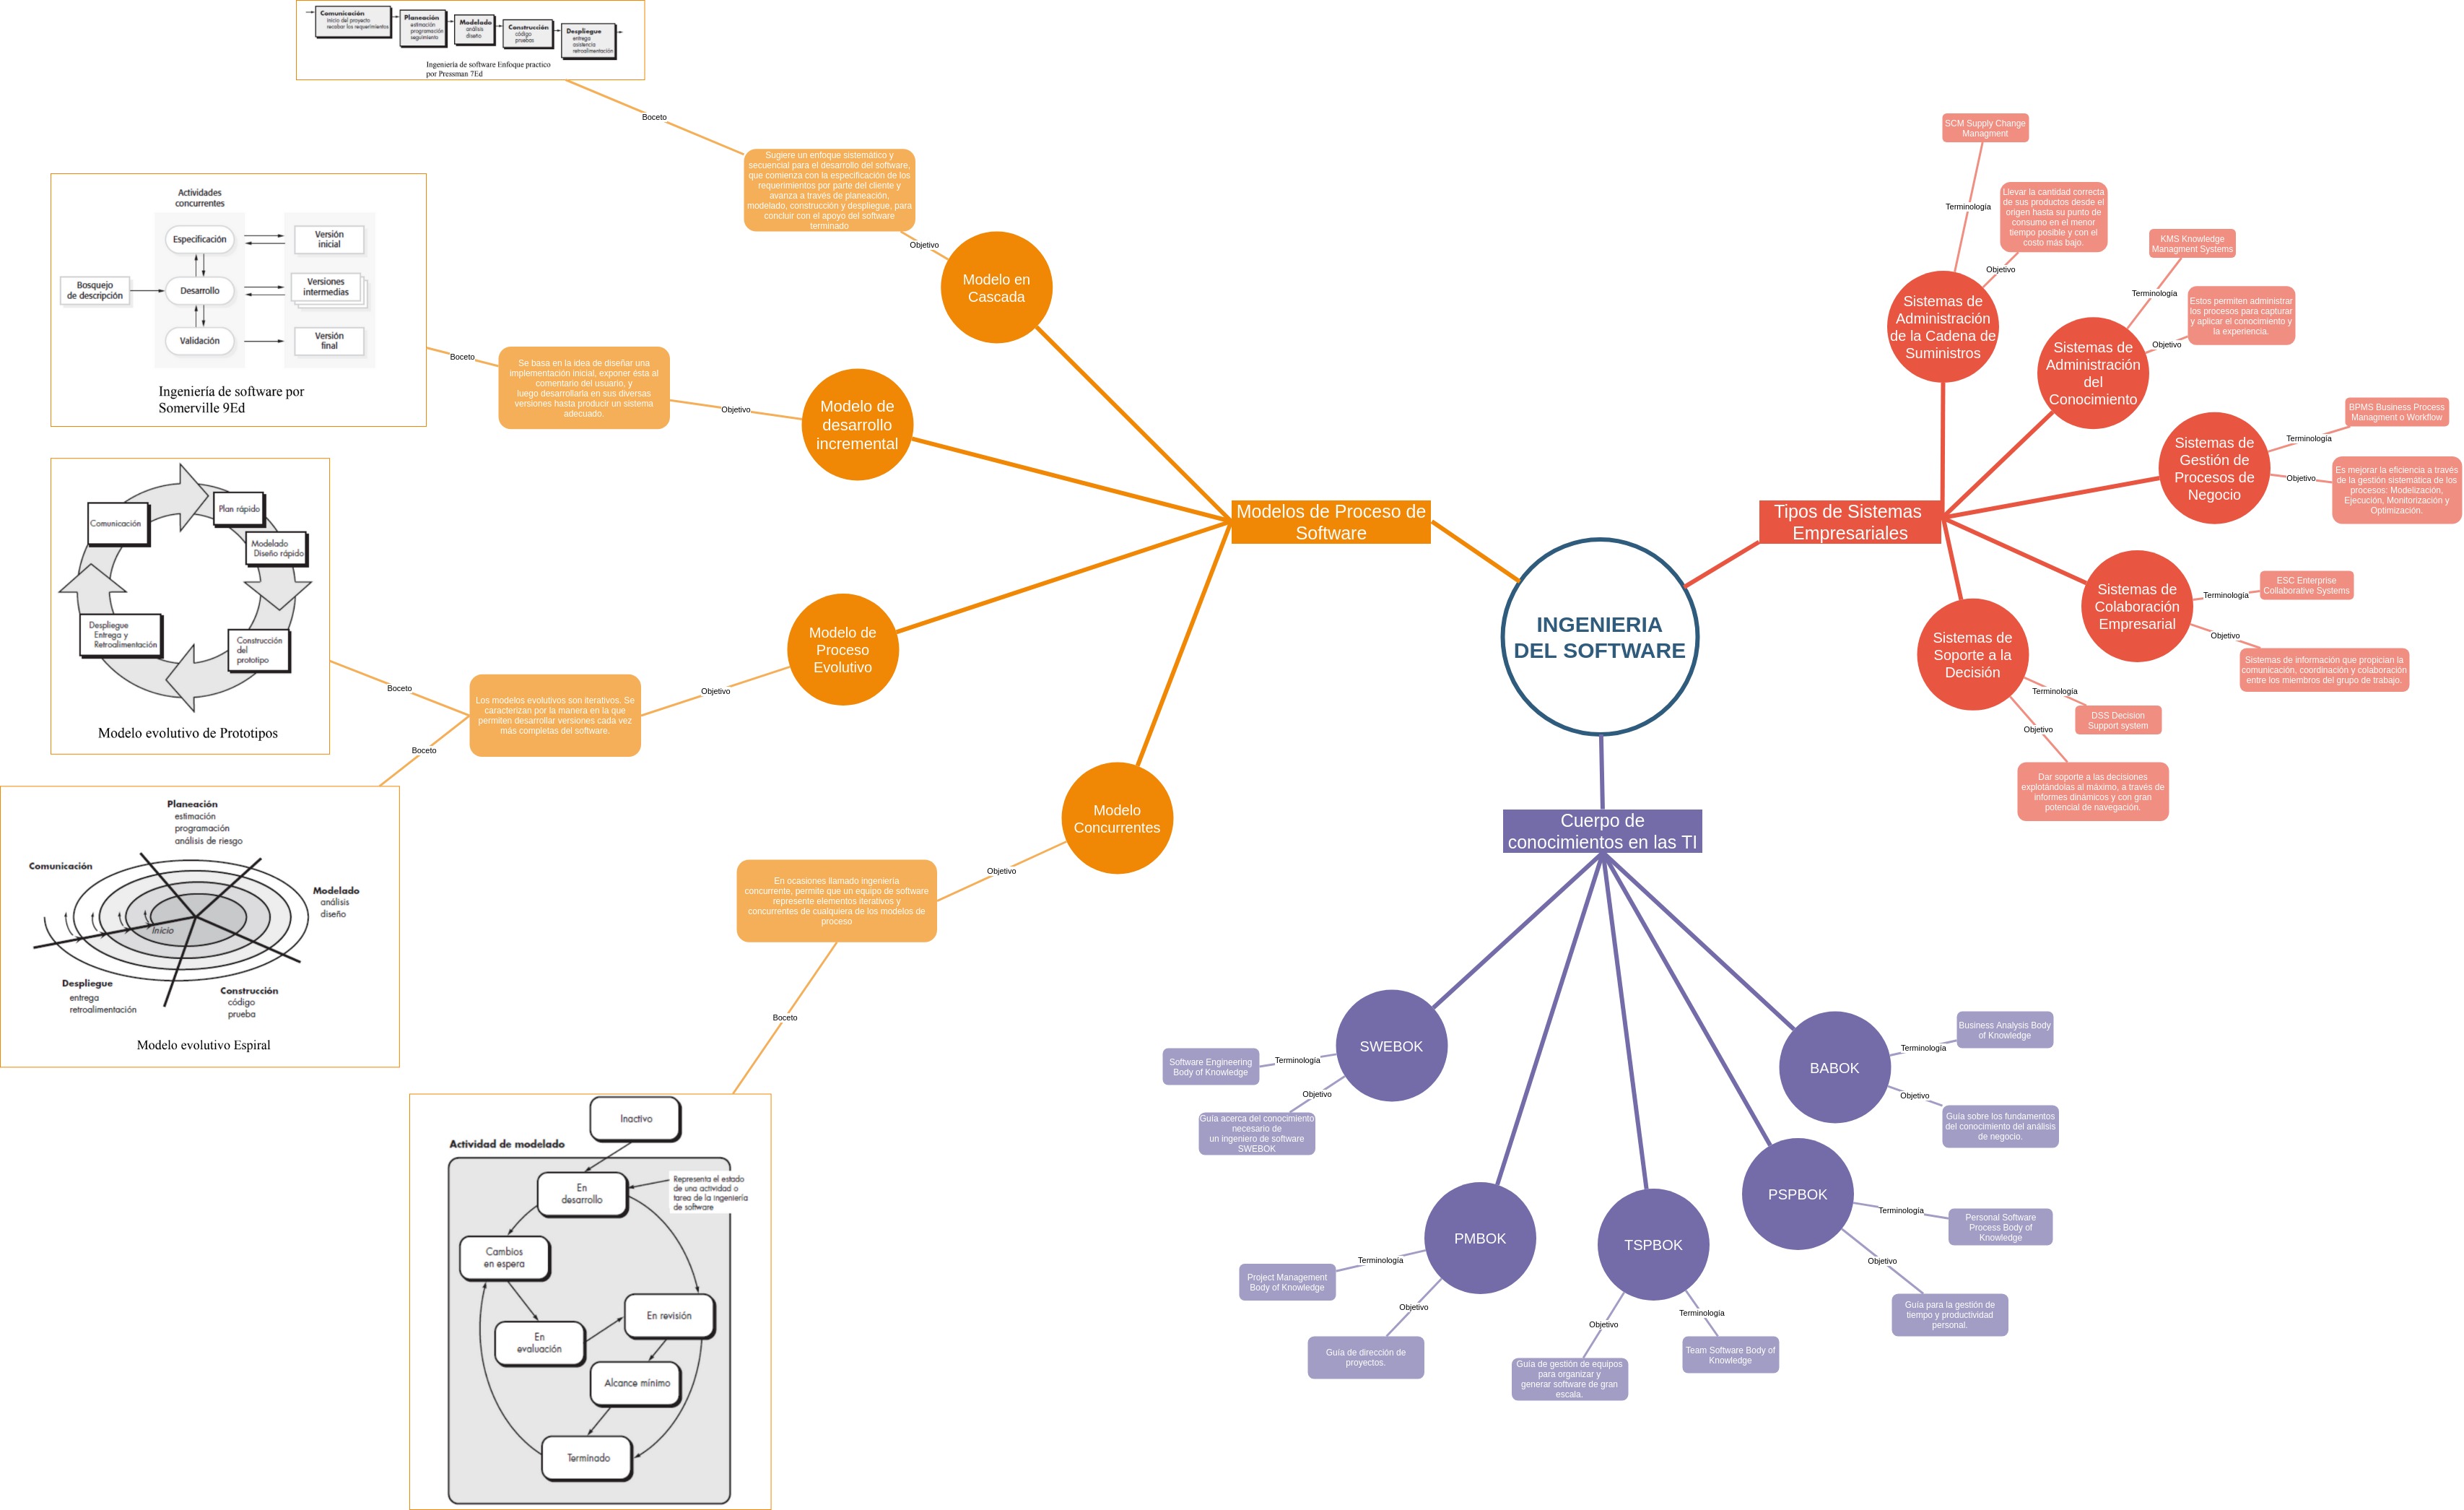 INGENIERIA
DEL SOFTWARE
Modelos de Proceso de
Software
Modelo en
Cascada
Objetivo
Sugiere un enfoque sistemático y
secuencial para el desarrollo del software,
que comienza con la especificación de los
requerimientos por parte del cliente y
avanza a través de planeación,
modelado, construcción y despliegue, para
concluir con el apoyo del software
terminado
Boceto
Comunicación
inicio del proyecto
recabar los requerimientos
Planeación
estimación
programación
seguimiento
Modelado
análisis
diseño
Construcción
código
pruebas
Despliegue
entrega
asistencia
retroalimentación
Ingeniería de software Enfoque practico
por Pressman 7Ed
Modelo de
desarrollo
incremental
Objetivo
Se basa en la idea de diseñar una
implementación inicial, exponer ésta al
comentario del usuario, y
luego desarrollarla en sus diversas
versiones hasta producir un sistema
adecuado.
Boceto
Actividades
concurrentes
Especificación
Versión
inicial
Bosquejo
de descripción
Desarrollo
Versiones
intermedias
Validación
Versión
final
Ingeniería de software por
Somerville 9Ed
Modelo de
Proceso
Evolutivo
Objetivo
Los modelos evolutivos son iterativos. Se
caracterizan por la manera en la que
permiten desarrollar versiones cada vez
más completas del software.
Boceto
Comunicación
Plan rápido
Modelado
Diseño rápido
Construcción
del
prototipo
Despliegue
Entrega y
Retroalimentación
Modelo evolutivo de Prototipos
Boceto
Planeación
estimación
programación
análisis de riesgo
Comunicación
Modelado
análisis
diseño
Inicio
Despliegue
entrega
retroalimentación
Construcción
código
prueba
Modelo evolutivo Espiral
Modelo
Concurrentes
Objetivo
En ocasiones llamado ingeniería
concurrente, permite que un equipo de software
represente elementos iterativos y
concurrentes de cualquiera de los modelos de
proceso
Boceto
Inactivo
Actividad de modelado
En
desarrollo
Representa el estado
de una actividad o
tarea de la ingeniería
de software
Cambios
en espera
En revisión
En
evaluación
Alcance mínimo
Terminado
Tipos de Sistemas
Empresariales
Sistemas de
Administración
de la Cadena de
Suministros
Terminología
SCM Supply Change
Managment
Objetivo
Llevar la cantidad correcta
de sus productos desde el
origen hasta su punto de
consumo en el menor
tiempo posible y con el
costo más bajo.
Sistemas de
Administración
del
Conocimiento
Terminología
KMS Knowledge
Managment Systems
Objetivo
Estos permiten administrar
los procesos para capturar
y aplicar el conocimiento y
la experiencia.
Sistemas de
Gestión de
Procesos de
Negocio
Terminología
BPMS Business Process
Managment o Workflow
Objetivo
Es mejorar la eficiencia a través
de la gestión sistemática de los
procesos: Modelización,
Ejecución, Monitorización y
Optimización.
Sistemas de
Colaboración
Empresarial
Terminología
ESC Enterprise
Collaborative Systems
Objetivo
Sistemas de información que propician la
comunicación, coordinación y colaboración
entre los miembros del grupo de trabajo.
Sistemas de
Soporte a la
Decisión
Terminología
DSS Decision
Support system
Objetivo
Dar soporte a las decisiones
explotándolas al máximo, a través de
informes dinámicos y con gran
potencial de navegación.
Cuerpo de
conocimientos en las TI
SWEBOK
Terminología
Software Engineering
Body of Knowledge
Objetivo
Guía acerca del conocimiento
necesario de
un ingeniero de software
SWEBOK
PMBOK
Terminología
Project Management
Body of Knowledge
Objetivo
Guía de dirección de
proyectos.
TSPBOK
Objetivo
Guía de gestión de equipos
para organizar y
generar software de gran
escala.
Terminología
Team Software Body of
Knowledge
PSPBOK
Terminología
Personal Software
Process Body of
Knowledge
Objetivo
Guía para la gestión de
tiempo y productividad
personal.
BABOK
Terminología
Business Analysis Body
of Knowledge
Objetivo
Guía sobre los fundamentos
del conocimiento del análisis
de negocio.